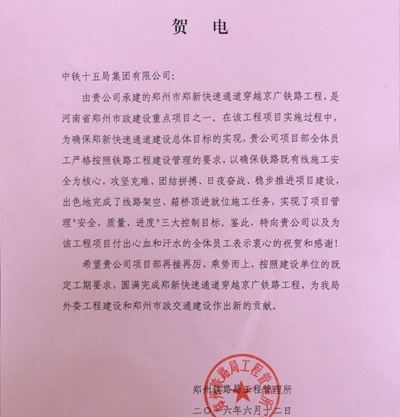 贺电
中铁十五局集团有限公司:
由贵公司承建的郑州市郑新快速通道穿越京广铁路工程,是
河南省郑州市政建设重点项目之一。在该工程项目实施过程中,
为确保郑新快速通道建设总体目标的实现,贵公司项目部全体员
工严格按照铁路工程建设管理的要求,以确保铁路既有线施工安
全为核心,攻坚克难、团结拼搏、日夜奋战、稳步推进项目建设,
出色地完成了线路架空、箱桥顶进就位施工任务,实现了项目管
理"安全、质量、进度"三大控制目标。鉴此,特向贵公司以及为
该工程项目付出心血和汗水的全体员工表示衷心的祝贺和感谢!
希望贵公司项目部再接再厉、乘势而上,按照建设单位的既
定工期要求,圆满完成郑新快速通道穿越京广铁路工程,为我局
外委工程建设和郑州市政交通建设作出新的贡献。
郑州铁路局工程管理所
郑州铁路局工程管理所
二〇一六年六月十二日